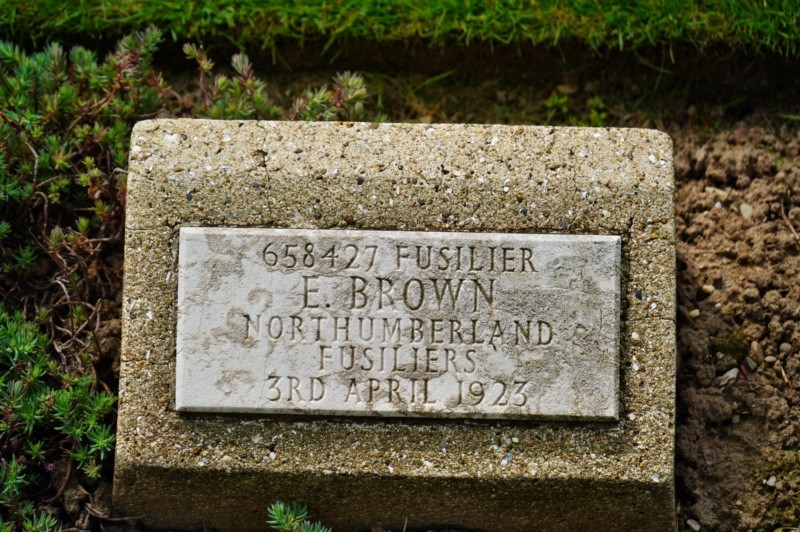 658427 FUSILIER
E. BROWN
NORTHUMBERLAND
FUSILIERS
3RD APRIL 1923